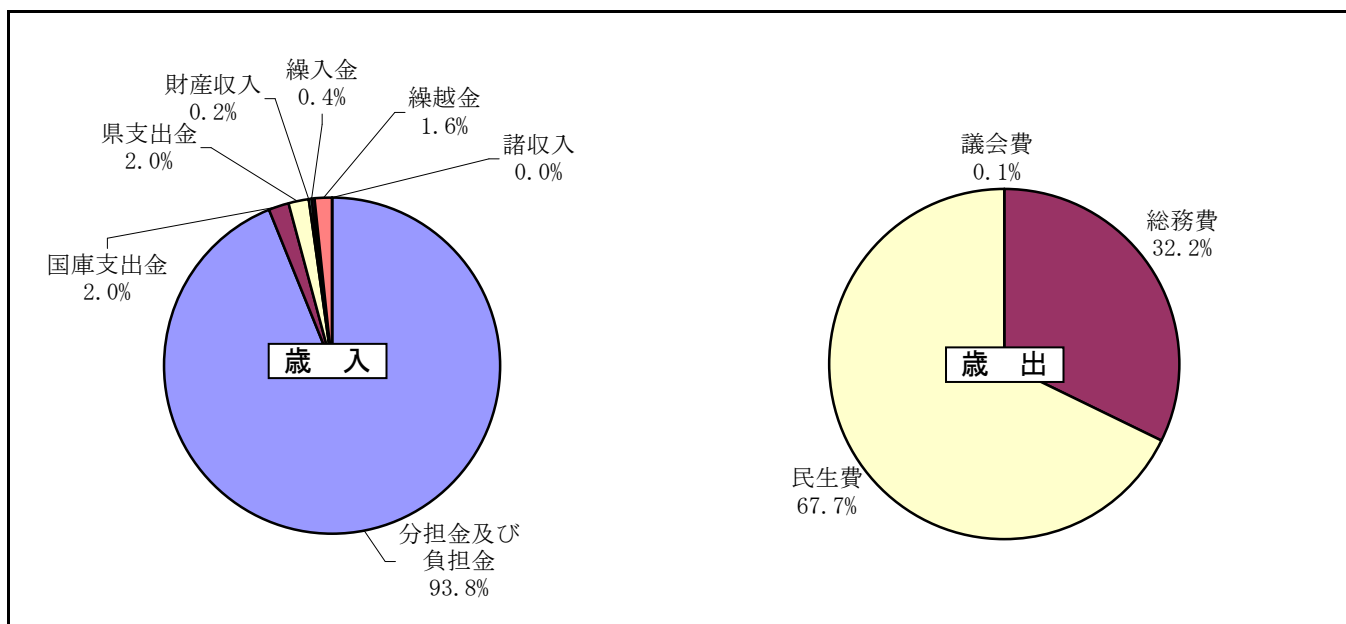 財産収入
0.2%
繰入金
0.4%
繰越金
1.6%
県支出金
2.0%
諸収入
0.0%
国庫支出金
2.0%
歳 入
分担金及び
負担金
93.8%
議会費
0.1%
総務費
32.2%
歳 出
民生費
67.7%